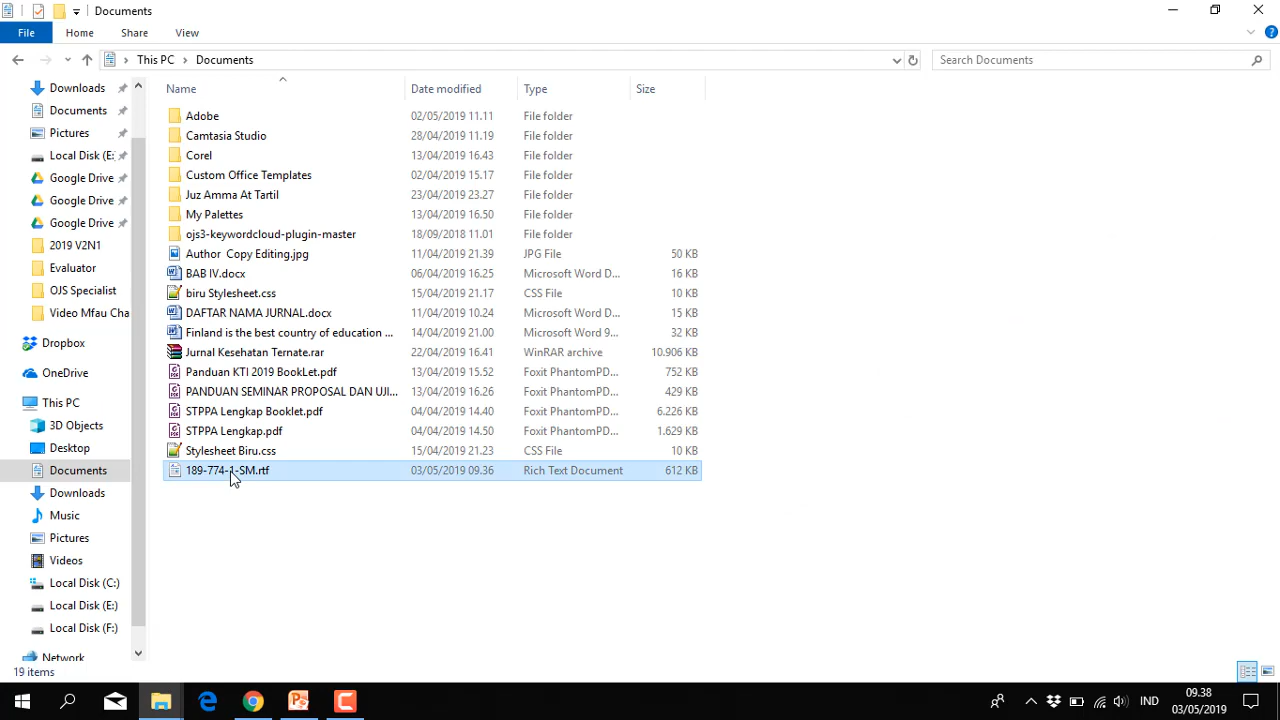 Documents
File Home Share View
This PC Documents Search Documents
Name Date modified Type Size
Downloads
Documents
Pictures
Local Disk (E:
Google Drive
Google Drive
Google Drive
2019 V2N1
Evaluator
OJS Specialist
Video Mfau Cha
Dropbox
OneDrive
This PC
3D Objects
Desktop
Documents
Downloads
Music
Pictures
Videos
Local Disk (C:)
Local Disk (E:)
Local Disk (F:)
Network
Adobe 02/05/2019 11.11 File folder
Camtasia Studio 28/04/2019 11.19 File folder
Corel 13/04/2019 16.43 File folder
Custom Office Templates 02/04/2019 15.17 File folder
Juz Amma At Tartil 23/04/2019 23.27 File folder
My Palettes 13/04/2019 16.50 File folder
ojs3-keywordcloud-plugin-master 18/09/2018 11.01 File folder
Author Copy Editing.jpg 11/04/2019 21.39 JPG File 50 KB
BAB IV.docx 06/04/2019 16.25 Microsoft Word D... 16 KB
biru Stylesheet.css 15/04/2019 21.17 CSS File 10 KB
DAFTAR NAMA JURNAL.docx 11/04/2019 10.24 Microsoft Word D... 15 KB
Finland is the best country of education ... 14/04/2019 21.00 Microsoft Word 9... 32 KB
Jurnal Kesehatan Ternate.rar 22/04/2019 16.41 WinRAR archive 10.906 KB
Panduan KTI 2019 BookLet.pdf 13/04/2019 15.52 Foxit PhantomPD... 752 KB
PANDUAN SEMINAR PROPOSAL DAN UJI... 13/04/2019 16.26 Foxit PhantomPD... 429 KB
STPPA Lengkap Booklet.pdf 04/04/2019 14.40 Foxit PhantomPD... 6.226 KB
STPPA Lengkap.pdf 04/04/2019 14.50 Foxit PhantomPD... 1.629 KB
Stylesheet Biru.css 15/04/2019 21.23 CSS File 10 KB
189-774-1-SM.rtf 03/05/2019 09.36 Rich Text Document 612 KB
19 items
IND
09.38
03/05/2019